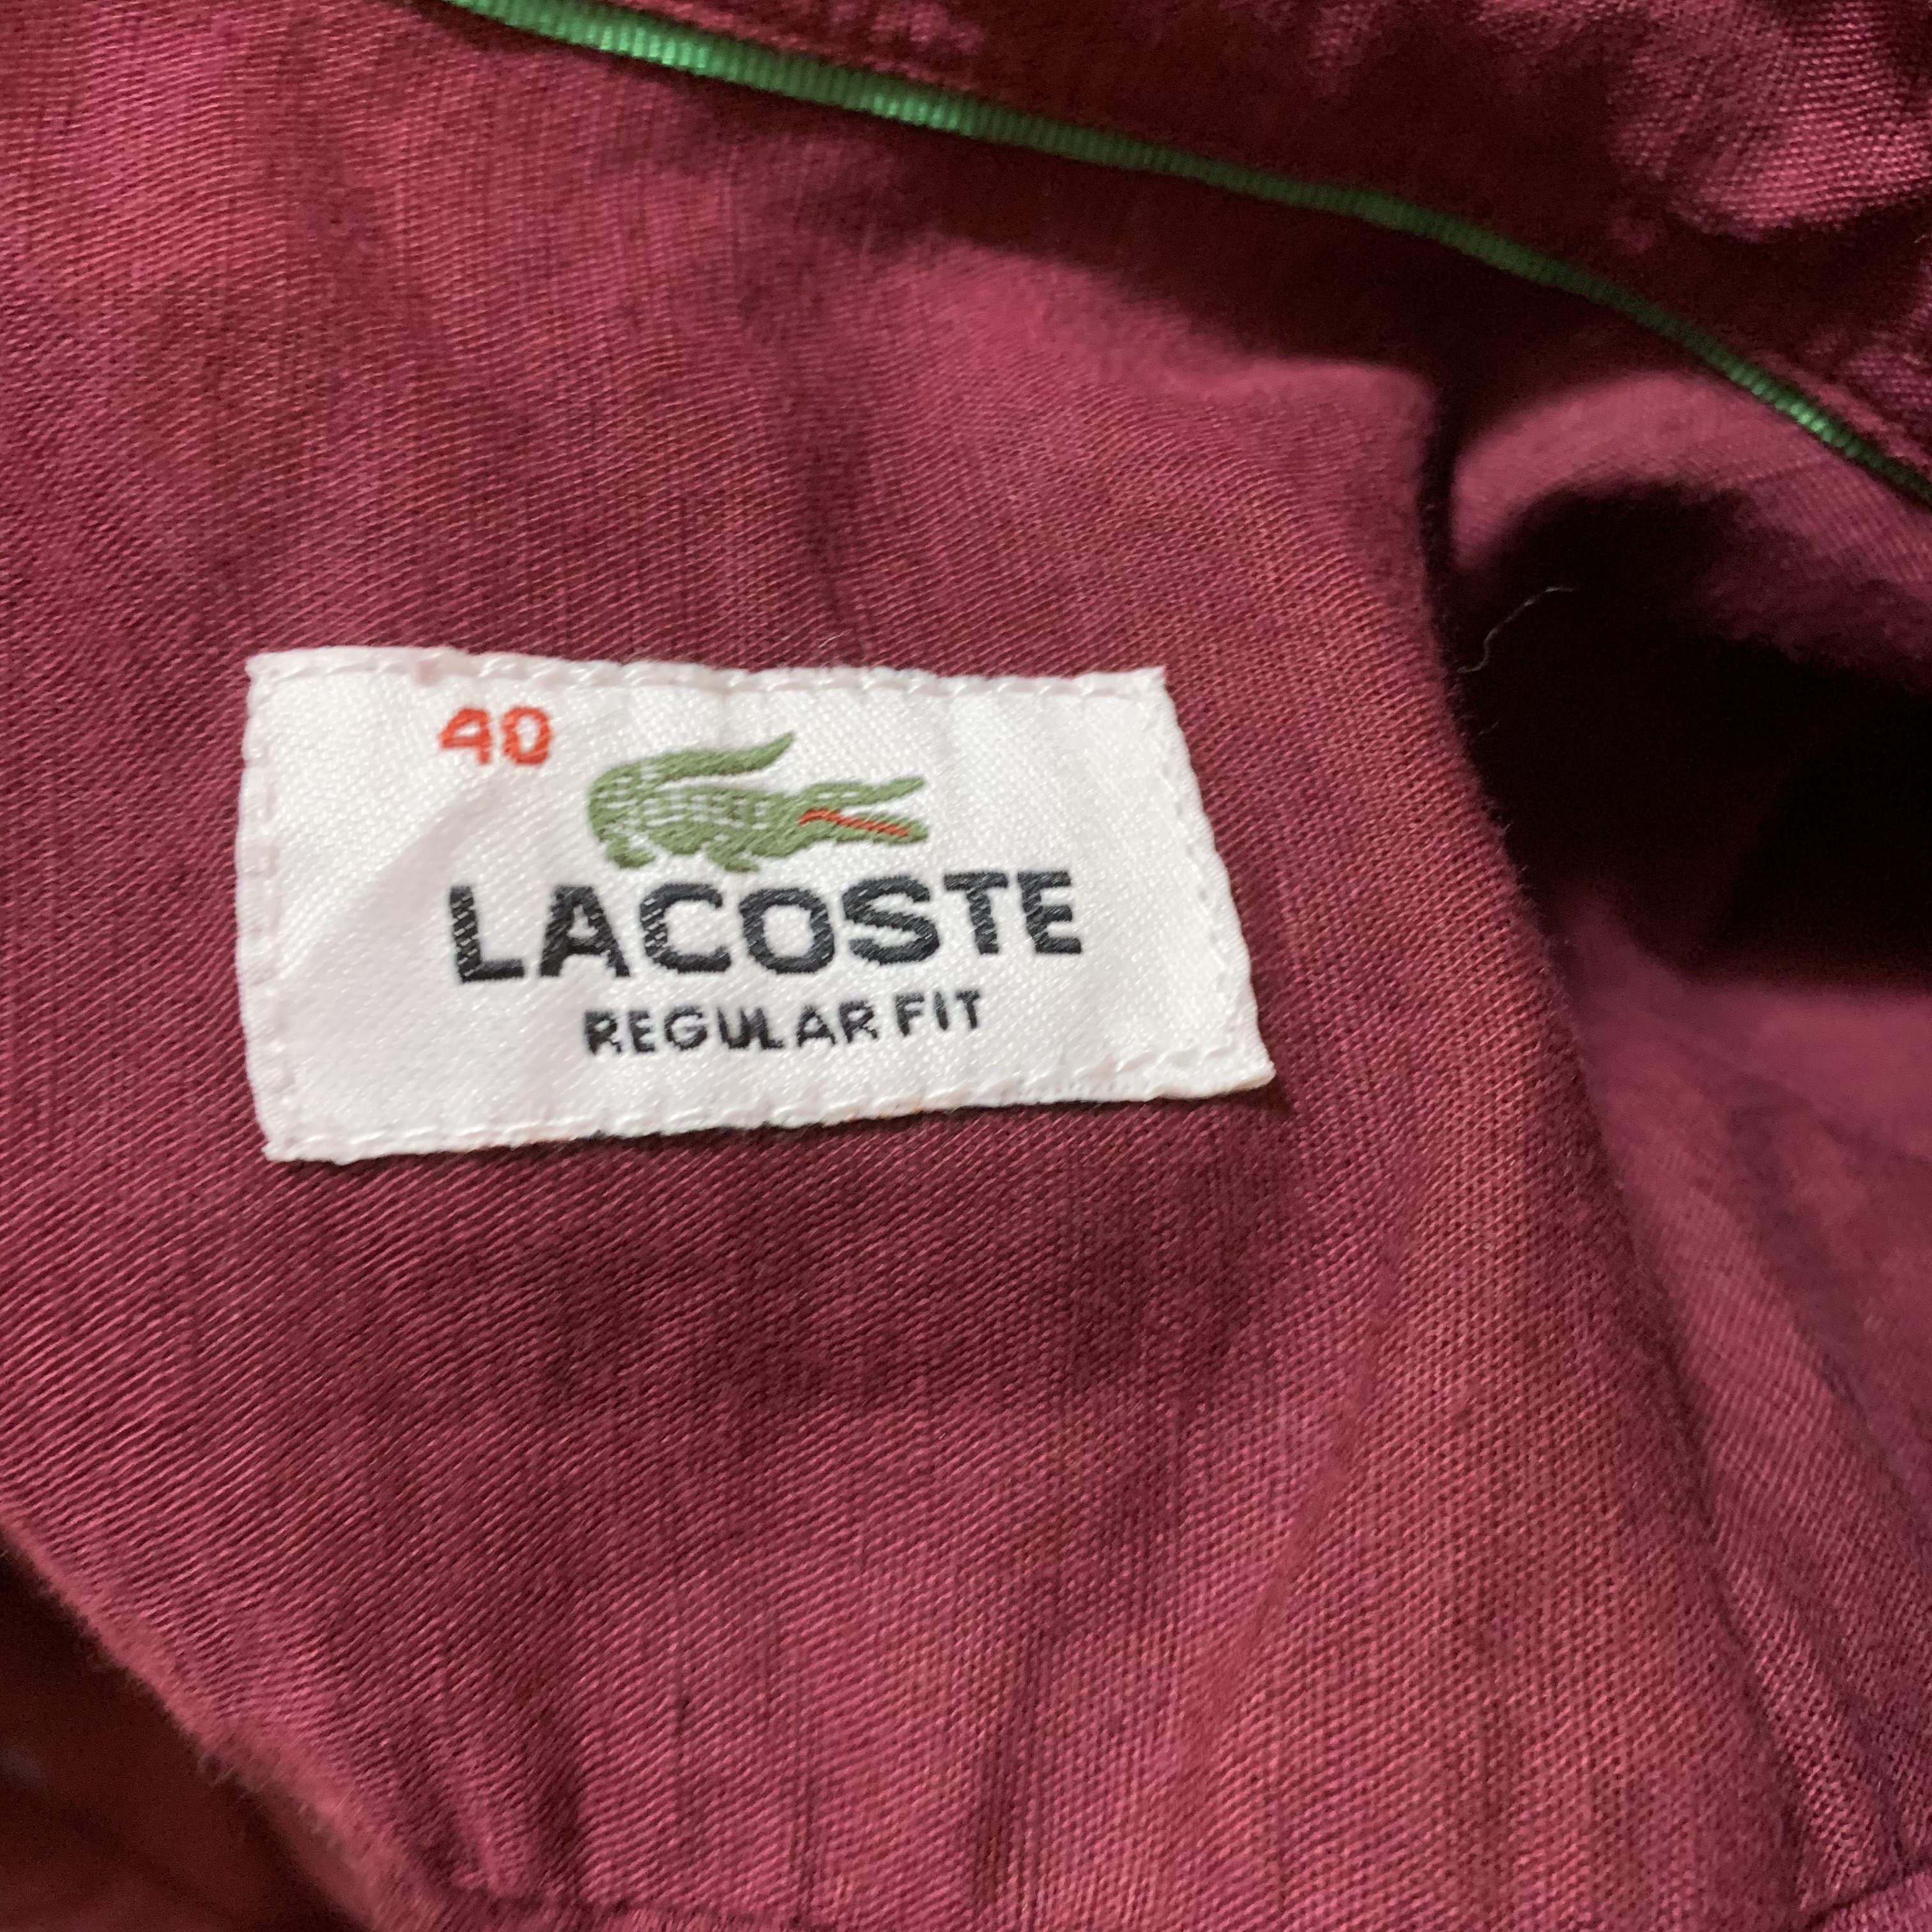 40
LACOSTE
REGULAR FIT